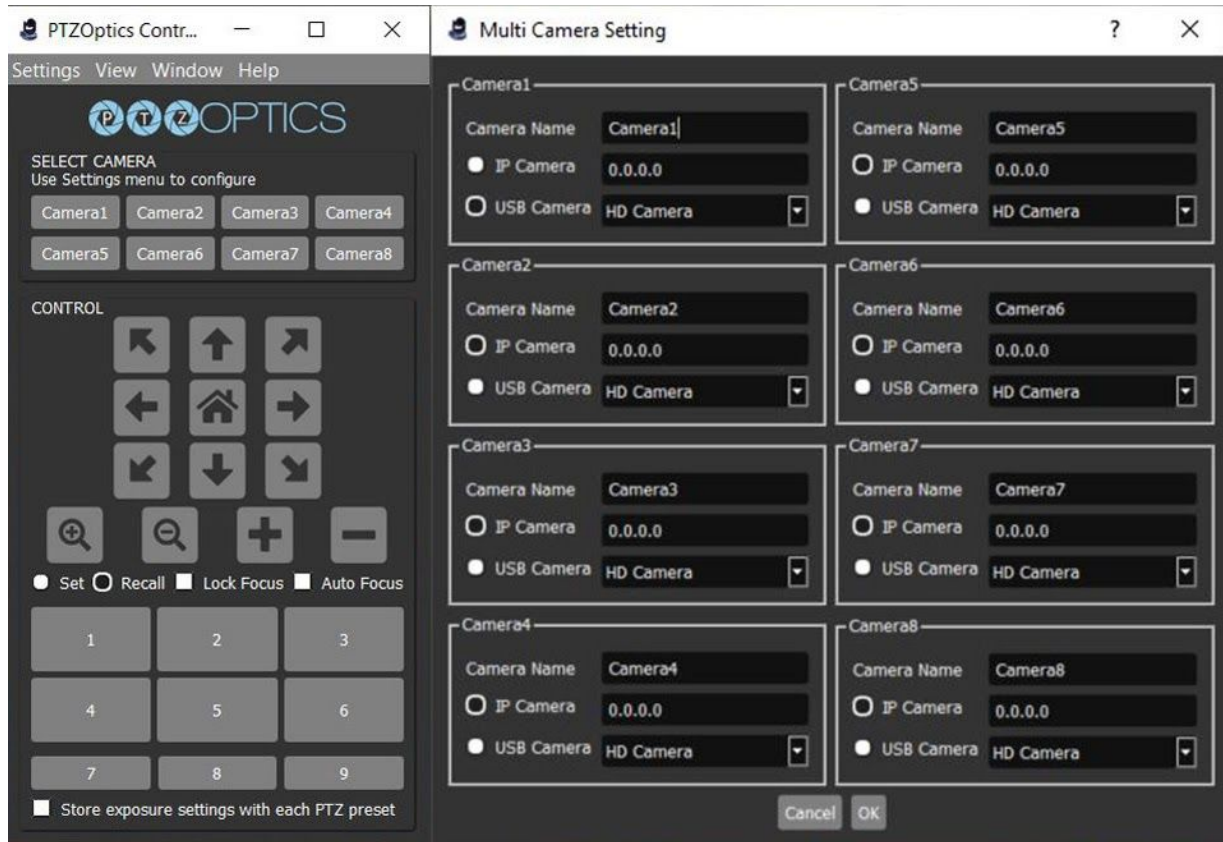 PTZOptics Contr...
Settings View Window Help
PTZOPTICS
SELECT CAMERA
Use Settings menu to configure
Camera1 Camera2 Camera3 Camera4
Camera5 Camera6 Camera7 Camera8
CONTROL
Set Recall Lock Focus Auto Focus
1 2 3
4 5 6
7 8 9
Store exposure settings with each PTZ preset
Multi Camera Setting ?
Camera1
Camera Name Camera1
IP Camera 0.0.0.0
USB Camera HD Camera
Camera2
Camera Name Camera2
IP Camera 0.0.0.0
USB Camera HD Camera
Camera3
Camera Name Camera3
IP Camera 0.0.0.0
USB Camera HD Camera
Camera4
Camera Name Camera4
IP Camera 0.0.0.0
USB Camera HD Camera
Camera5
Camera Name Camera5
IP Camera 0.0.0.0
USB Camera HD Camera
Camera6
Camera Name Camera6
IP Camera 0.0.0.0
USB Camera HD Camera
Camera7
Camera Name Camera7
IP Camera 0.0.0.0
USB Camera HD Camera
Camera8
Camera Name Camera8
IP Camera 0.0.0.0
USB Camera HD Camera
Cancel OK